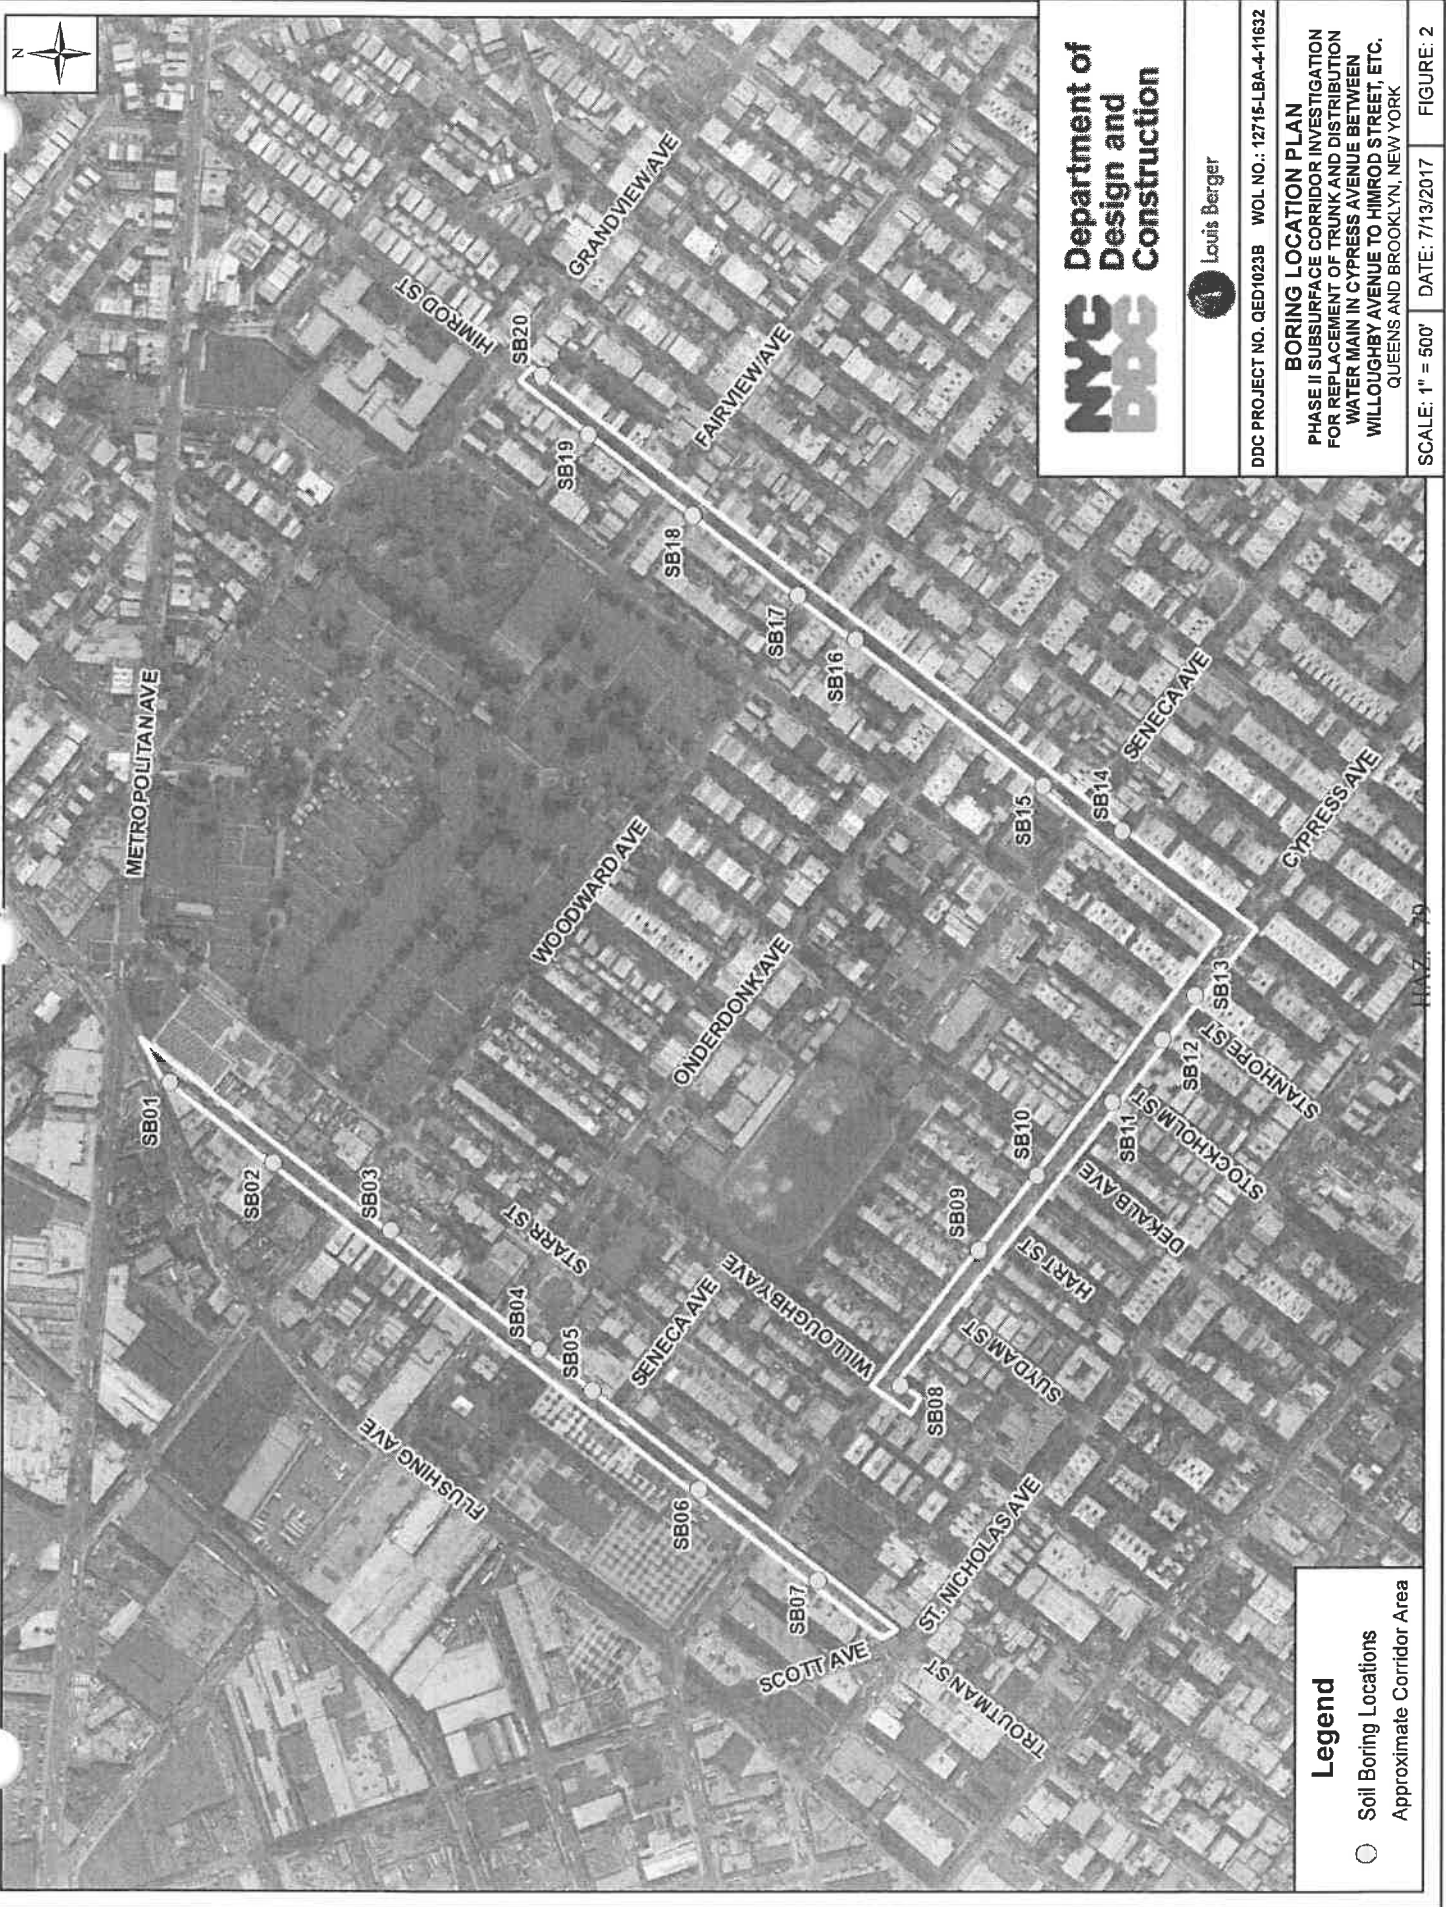 N
METROPOLITAN AVE
SB01
SB02
SB03
SB04
SB05
SB06
SB07
SB08
SB09
SB10
SB11
SB12
SB13
SB14
SB15
SB16
SB17
SB18
SB19
SB20
HIMROD ST
GRANDVIEW AVE
FAIRVIEW AVE
WOODWARD AVE
ONDERDONK AVE
SENECA AVE
CYPRESS AVE
STARR ST
FLUSHING AVE
SENECA AVE
WILLOUGHBY AVE
STANHOPE ST
STOCKHOLM ST
DEKALB AVE
HART ST
SUYDAM ST
ST. NICHOLAS AVE
SCOTT AVE
TROUTMAN ST
Legend
Soil Boring Locations
Approximate Corridor Area
NYC
DDC
Department of
Design and
Construction
Louis Berger
DDC PROJECT NO. QED1023B WOL NO.: 12715-LBA-4-11632
BORING LOCATION PLAN
PHASE II SUBSURFACE CORRIDOR INVESTIGATION
FOR REPLACEMENT OF TRUNK AND DISTRIBUTION
WATER MAIN IN CYPRESS AVENUE BETWEEN
WILLOUGHBY AVENUE TO HIMROD STREET, ETC.
QUEENS AND BROOKLYN, NEW YORK
SCALE: 1" = 500' DATE: 7/13/2017 FIGURE: 2